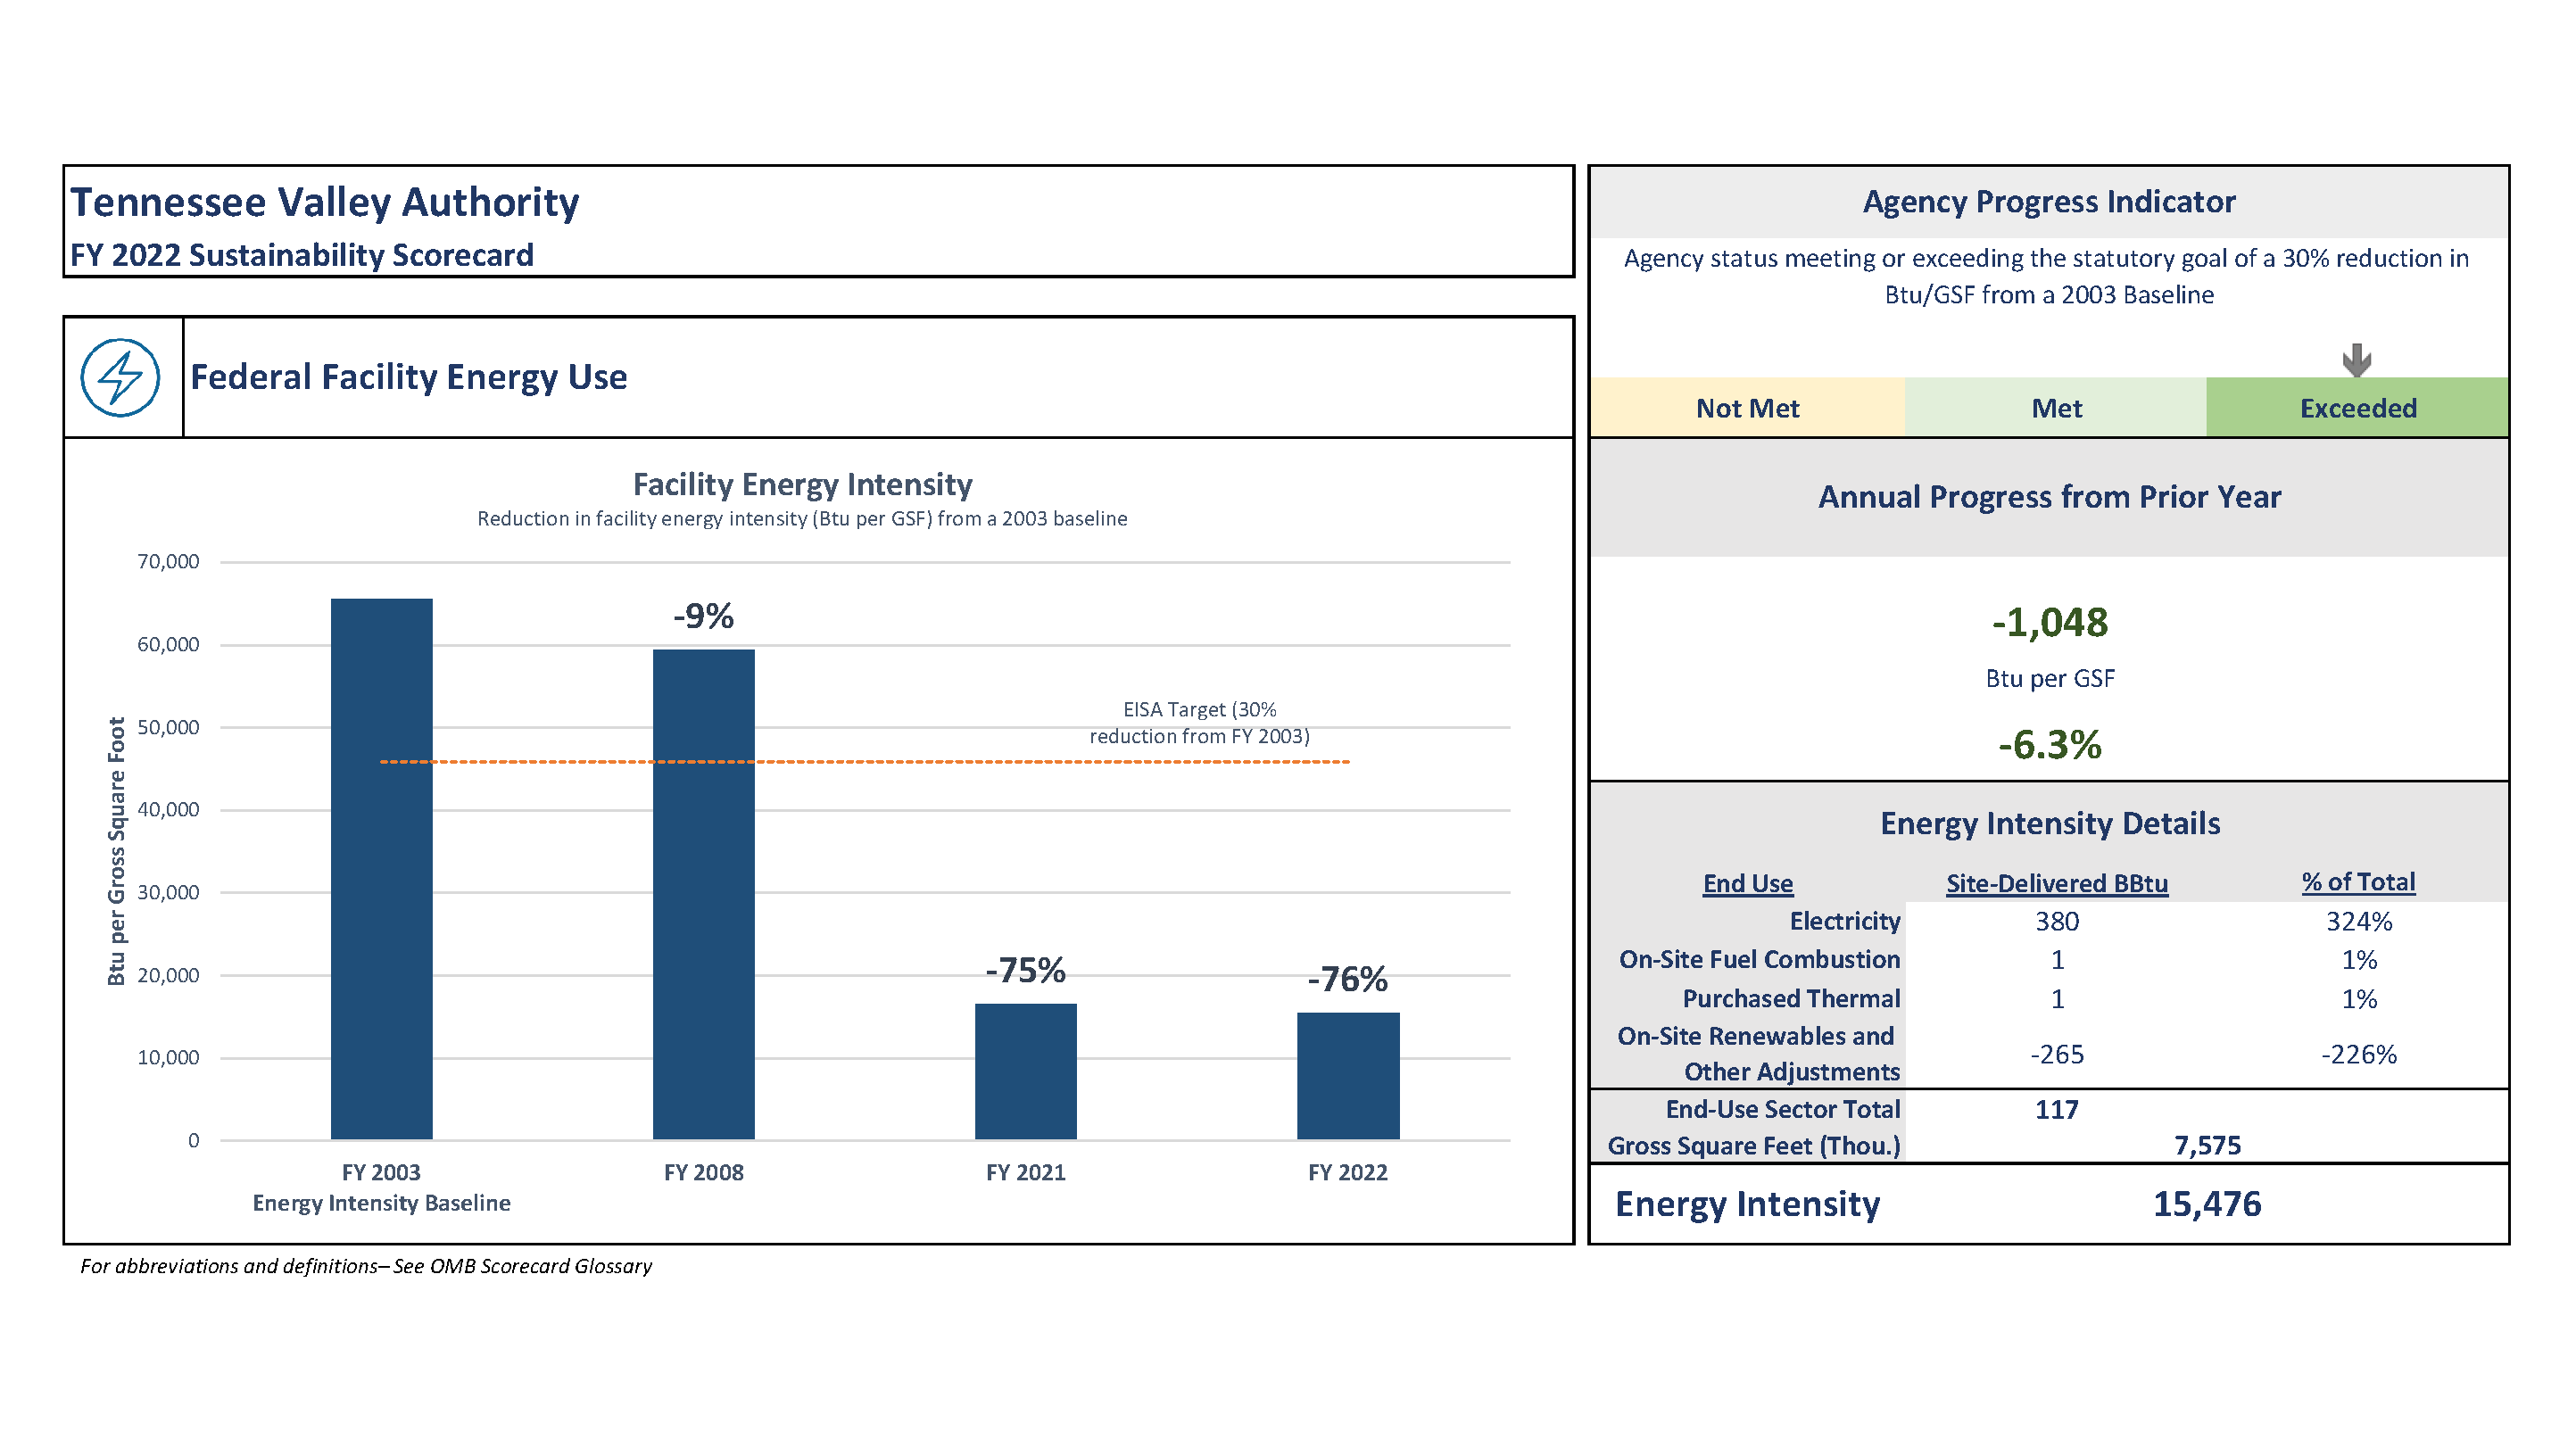 Tennessee Valley Authority
FY 2022 Sustainability Scorecard
Federal Facility Energy Use
Facility Energy Intensity
Reduction in facility energy intensity (Btu per GSF) from a 2003 baseline
Btu per Gross Square Foot
70,000
60,000
50,000
40,000
30,000
20,000
10,000
0
-9%
-75%
-76%
EISA Target (30%
reduction from FY 2003)
FY 2003
Energy Intensity Baseline
FY 2008
FY 2021
FY 2022
For abbreviations and definitions– See OMB Scorecard Glossary
Agency Progress Indicator
Agency status meeting or exceeding the statutory goal of a 30% reduction in
Btu/GSF from a 2003 Baseline
Not Met Met Exceeded
Annual Progress from Prior Year
-1,048
Btu per GSF
-6.3%
Energy Intensity Details
End Use Site-Delivered BBtu % of Total
Electricity 380 324%
On-Site Fuel Combustion 1 1%
Purchased Thermal 1 1%
On-Site Renewables and
Other Adjustments -265 -226%
End-Use Sector Total 117
Gross Square Feet (Thou.) 7,575
Energy Intensity 15,476